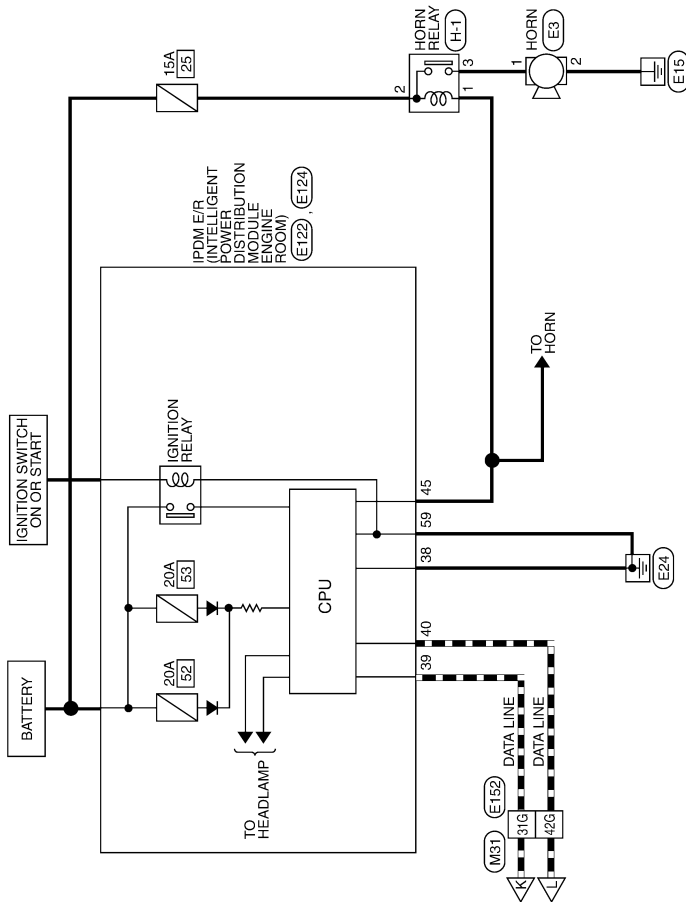 BATTERY
IGNITION SWITCH
ON OR START
20A
52
20A
53
IGNITION
RELAY
IPDM E/R
(INTELLIGENT
POWER
DISTRIBUTION
MODULE
ENGINE
ROOM)
E122 , E124
15A
25
TO
HEADLAMP
CPU
39
40
38
59
45
2
1
3
HORN
RELAY
H-1
1
HORN
E3
2
E15
TO
HORN
E24
DATA LINE
DATA LINE
M31
E152
31G
42G
K
L